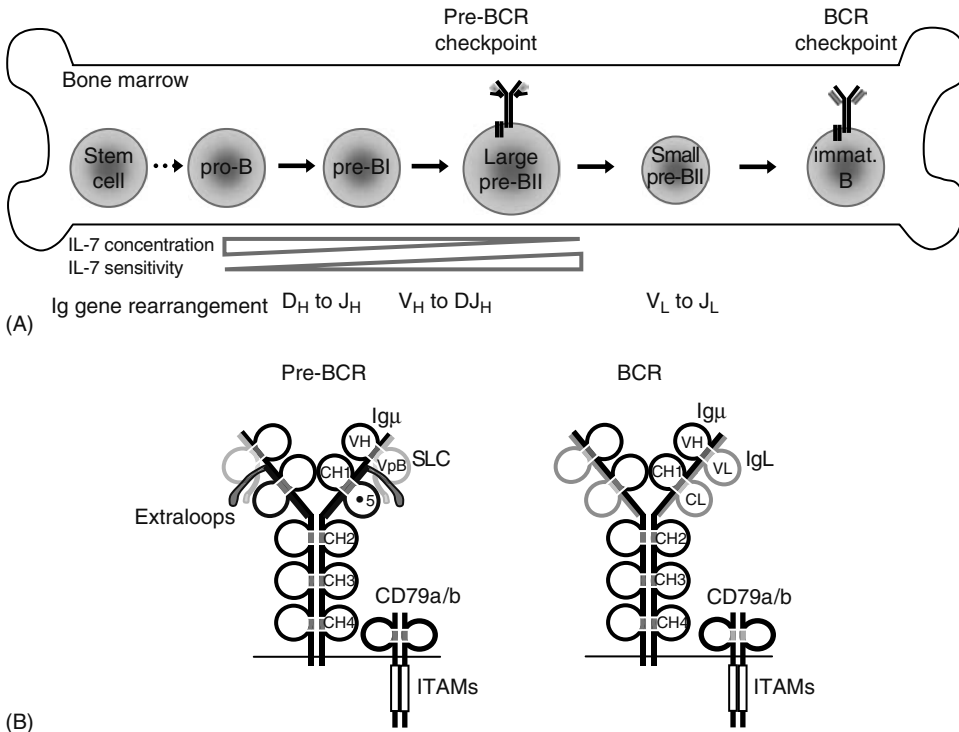 Pre-BCR checkpoint
BCR checkpoint
Bone marrow
Stem cell
pro-B
pre-BI
Large pre-BII
Small pre-BII
immat. B
IL-7 concentration
IL-7 sensitivity
Ig gene rearrangement
D_H to J_H
V_H to DJ_H
V_L to J_L
(A)
Pre-BCR
BCR
Igµ
VH
SLC
VpB
CH1
• 5
Extraloops
CH2
CH3
CH4
CD79a/b
ITAMs
Igµ
VH
IgL
VL
CH1
CL
CH2
CH3
CH4
CD79a/b
ITAMs
(B)